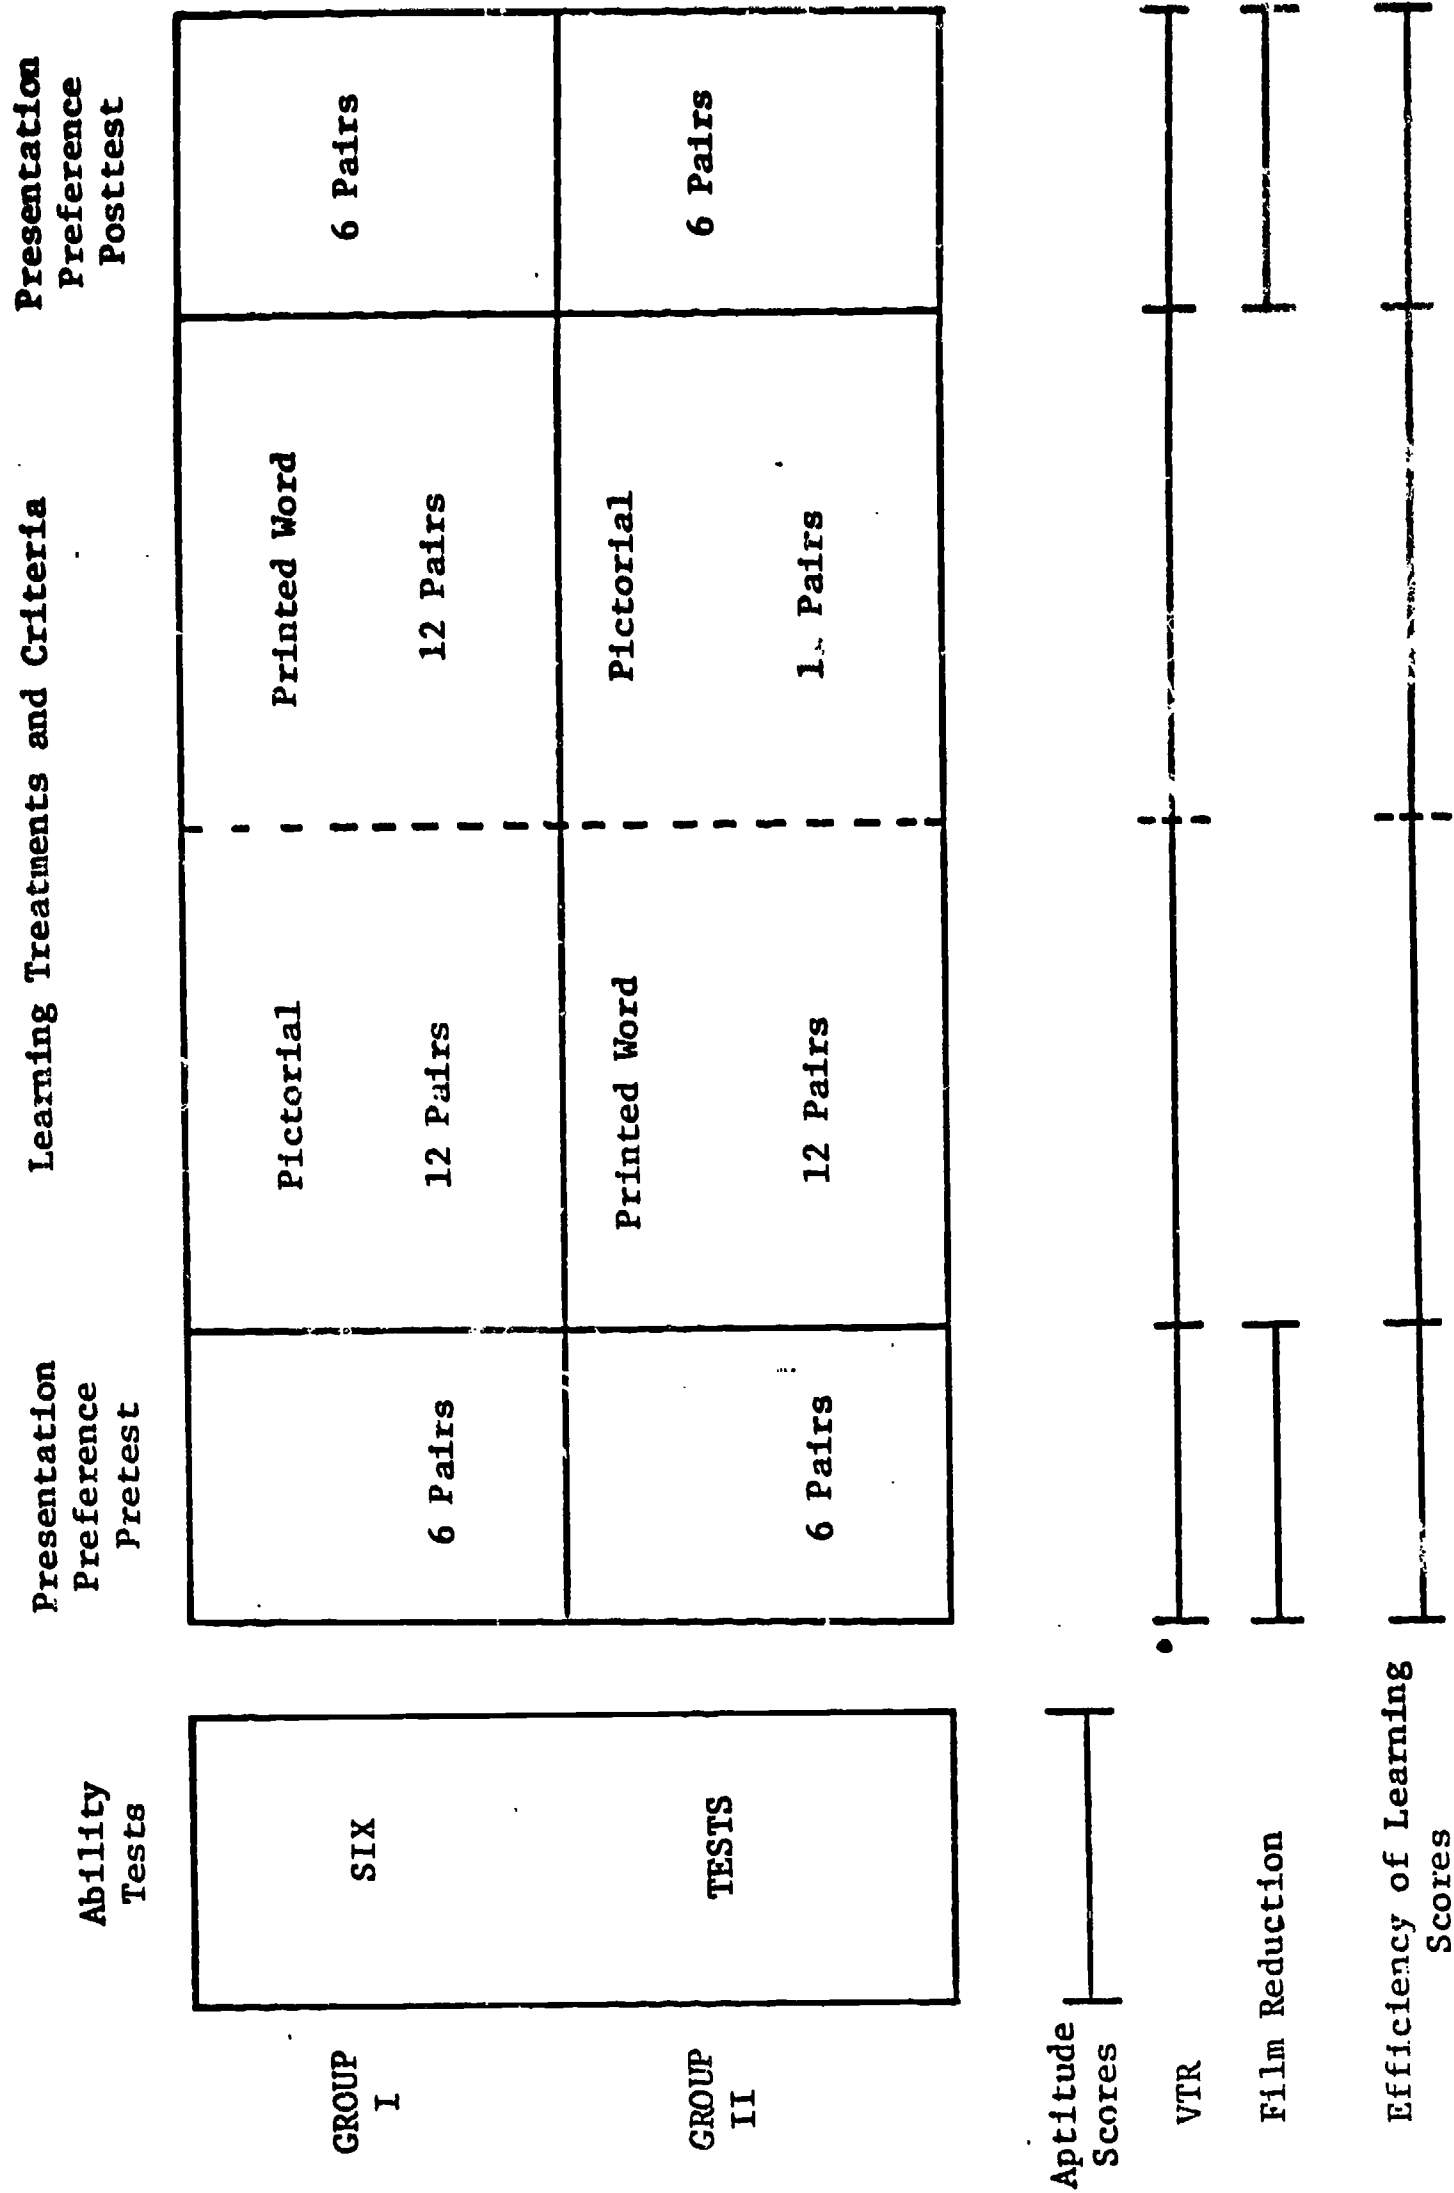 Ability
Tests
Presentation
Preference
Pretest
Learning Treatments and Criteria
Presentation
Preference
Posttest
GROUP
I
SIX
6 Pairs
Pictorial
12 Pairs
Printed Word
12 Pairs
6 Pairs
GROUP
II
TESTS
6 Pairs
Printed Word
12 Pairs
Pictorial
Pairs
6 Pairs
Aptitude
Scores
VTR
Film Reduction
Efficiency of Learning
Scores